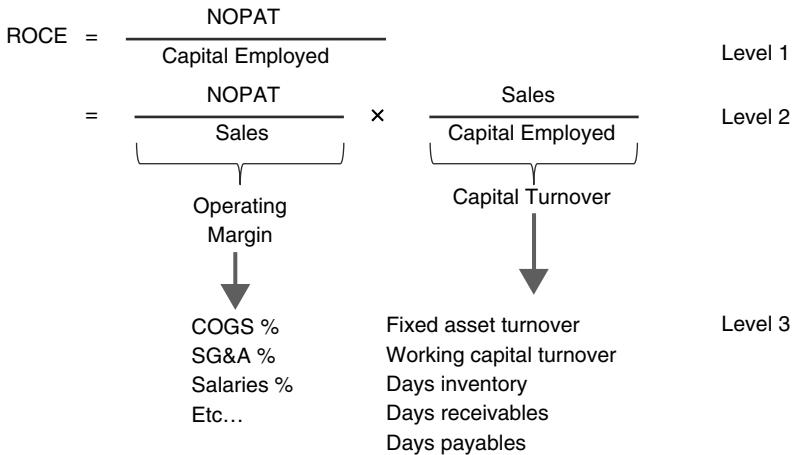 NOPAT
ROCE =
Capital Employed
Level 1
NOPAT Sales
= × Level 2
Sales Capital Employed
Operating Capital Turnover
Margin
COGS % Fixed asset turnover Level 3
SG&A % Working capital turnover
Salaries % Days inventory
Etc… Days receivables
Days payables